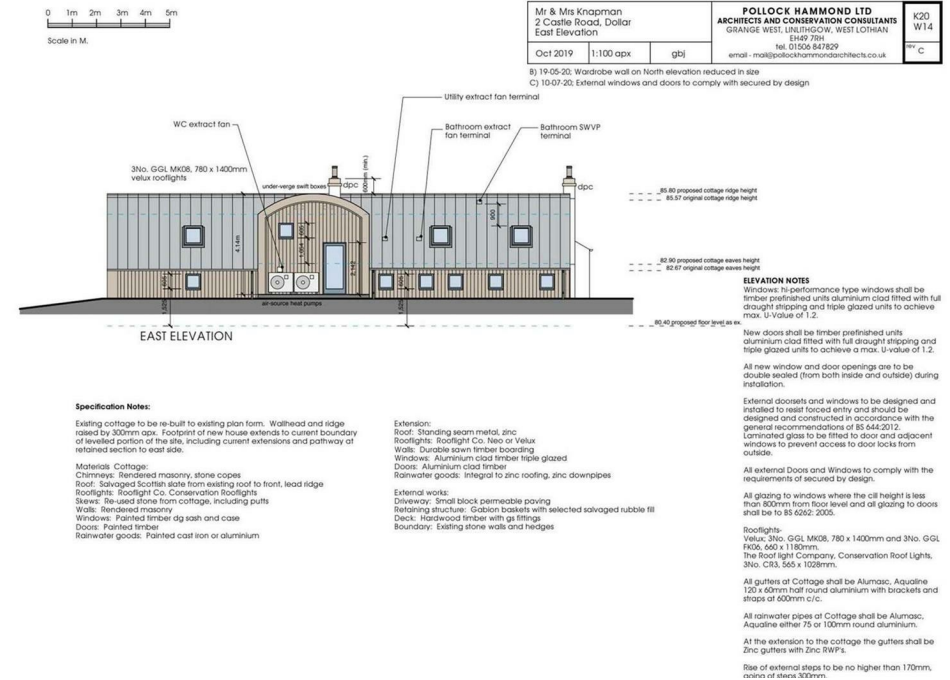 0 1m 2m 3m 4m 5m
Scale in M.
Mr & Mrs Knapman
2 Castle Road, Dollar
East Elevation
Oct 2019 1:100 apx gbj
POLLOCK HAMMOND LTD
ARCHITECTS AND CONSERVATION CONSULTANTS
GRANGE WEST, LINLITHGOW, WEST LOTHIAN
EH49 7RH
tel. 01506 847829
email - mail@pollockhammondarchitects.co.uk
K20
W14
rev C
B) 19-05-20; Wardrobe wall on North elevation reduced in size
C) 10-07-20; External windows and doors to comply with secured by design
Utility extract fan terminal
WC extract fan
Bathroom extract
fan terminal
Bathroom SWVP
terminal
3No. GGL MK08, 780 x 1400mm
velux rooflights
under-verge swift boxes
dpc
600mm (min.)
dpc
85.80 proposed cottage ridge height
85.57 original cottage ridge height
900
4.14m
605
1,054
2,142
82.90 proposed cottage eaves height
82.67 original cottage eaves height
605
605
1,525
1,525
air-source heat pumps
80.40 proposed floor level as ex.
EAST ELEVATION
ELEVATION NOTES
Windows: hi-performance type windows shall be
timber prefinished units aluminium clad fitted with full
draught stripping and triple glazed units to achieve
max. U-Value of 1.2.
New doors shall be timber prefinished units
aluminium clad fitted with full draught stripping and
triple glazed units to achieve a max. U-value of 1.2.
All new window and door openings are to be
double sealed (from both inside and outside) during
installation.
External doorsets and windows to be designed and
installed to resist forced entry and should be
designed and constructed in accordance with the
general recommendations of BS 644:2012.
Laminated glass to be fitted to door and adjacent
windows to prevent access to door locks from
outside.
All external Doors and Windows to comply with the
requirements of secured by design.
All glazing to windows where the cill height is less
than 800mm from floor level and all glazing to doors
shall be to BS 6262: 2005.
Rooflights-
Velux; 3No. GGL MK08, 780 x 1400mm and 3No. GGL
FK06, 660 x 1180mm.
The Roof light Company, Conservation Roof Lights,
3No. CR3, 565 x 1028mm.
All gutters at Cottage shall be Alumasc, Aqualine
120 x 60mm half round aluminium with brackets and
straps at 600mm c/c.
All rainwater pipes at Cottage shall be Alumasc,
Aqualine either 75 or 100mm round aluminium.
At the extension to the cottage the gutters shall be
Zinc gutters with Zinc RWP's.
Rise of external steps to be no higher than 170mm,
going of steps 300mm.
Specification Notes:
Existing cottage to be re-built to existing plan form. Wallhead and ridge
raised by 300mm apx. Footprint of new house extends to current boundary
of levelled portion of the site, including current extensions and pathway at
retained section to east side.
Materials Cottage:
Chimneys: Rendered masonry, stone copes
Roof: Salvaged Scottish slate from existing roof to front, lead ridge
Rooflights: Rooflight Co. Conservation Rooflights
Skews: Re-used stone from cottage, including putts
Walls: Rendered masonry
Windows: Painted timber dg sash and case
Doors: Painted timber
Rainwater goods: Painted cast iron or aluminium
Extension:
Roof: Standing seam metal, zinc
Rooflights: Rooflight Co. Neo or Velux
Walls: Durable sawn timber boarding
Windows: Aluminium clad timber triple glazed
Doors: Aluminium clad timber
Rainwater goods: Integral to zinc roofing, zinc downpipes
External works:
Driveway: Small block permeable paving
Retaining structure: Gabion baskets with selected salvaged rubble fill
Deck: Hardwood timber with gs fittings
Boundary: Existing stone walls and hedges